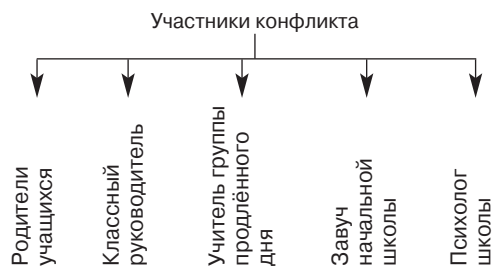 Участники конфликта
Родители
учащихся
Классный
руководитель
Учитель группы
продлённого
дня
Завуч
начальной
школы
Психолог
школы